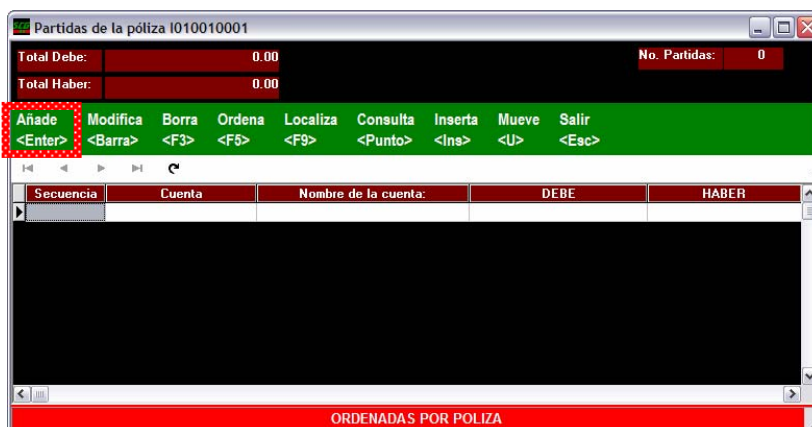 SCG Partidas de la póliza I010010001
Total Debe: 0.00 No. Partidas: 0
Total Haber: 0.00
Añade Modifica Borra Ordena Localiza Consulta Inserta Mueve Salir
<Enter> <Barra> <F3> <F5> <F9> <Punto> <Ins> <U> <Esc>
Secuencia Cuenta Nombre de la cuenta: DEBE HABER
ORDENADAS POR POLIZA